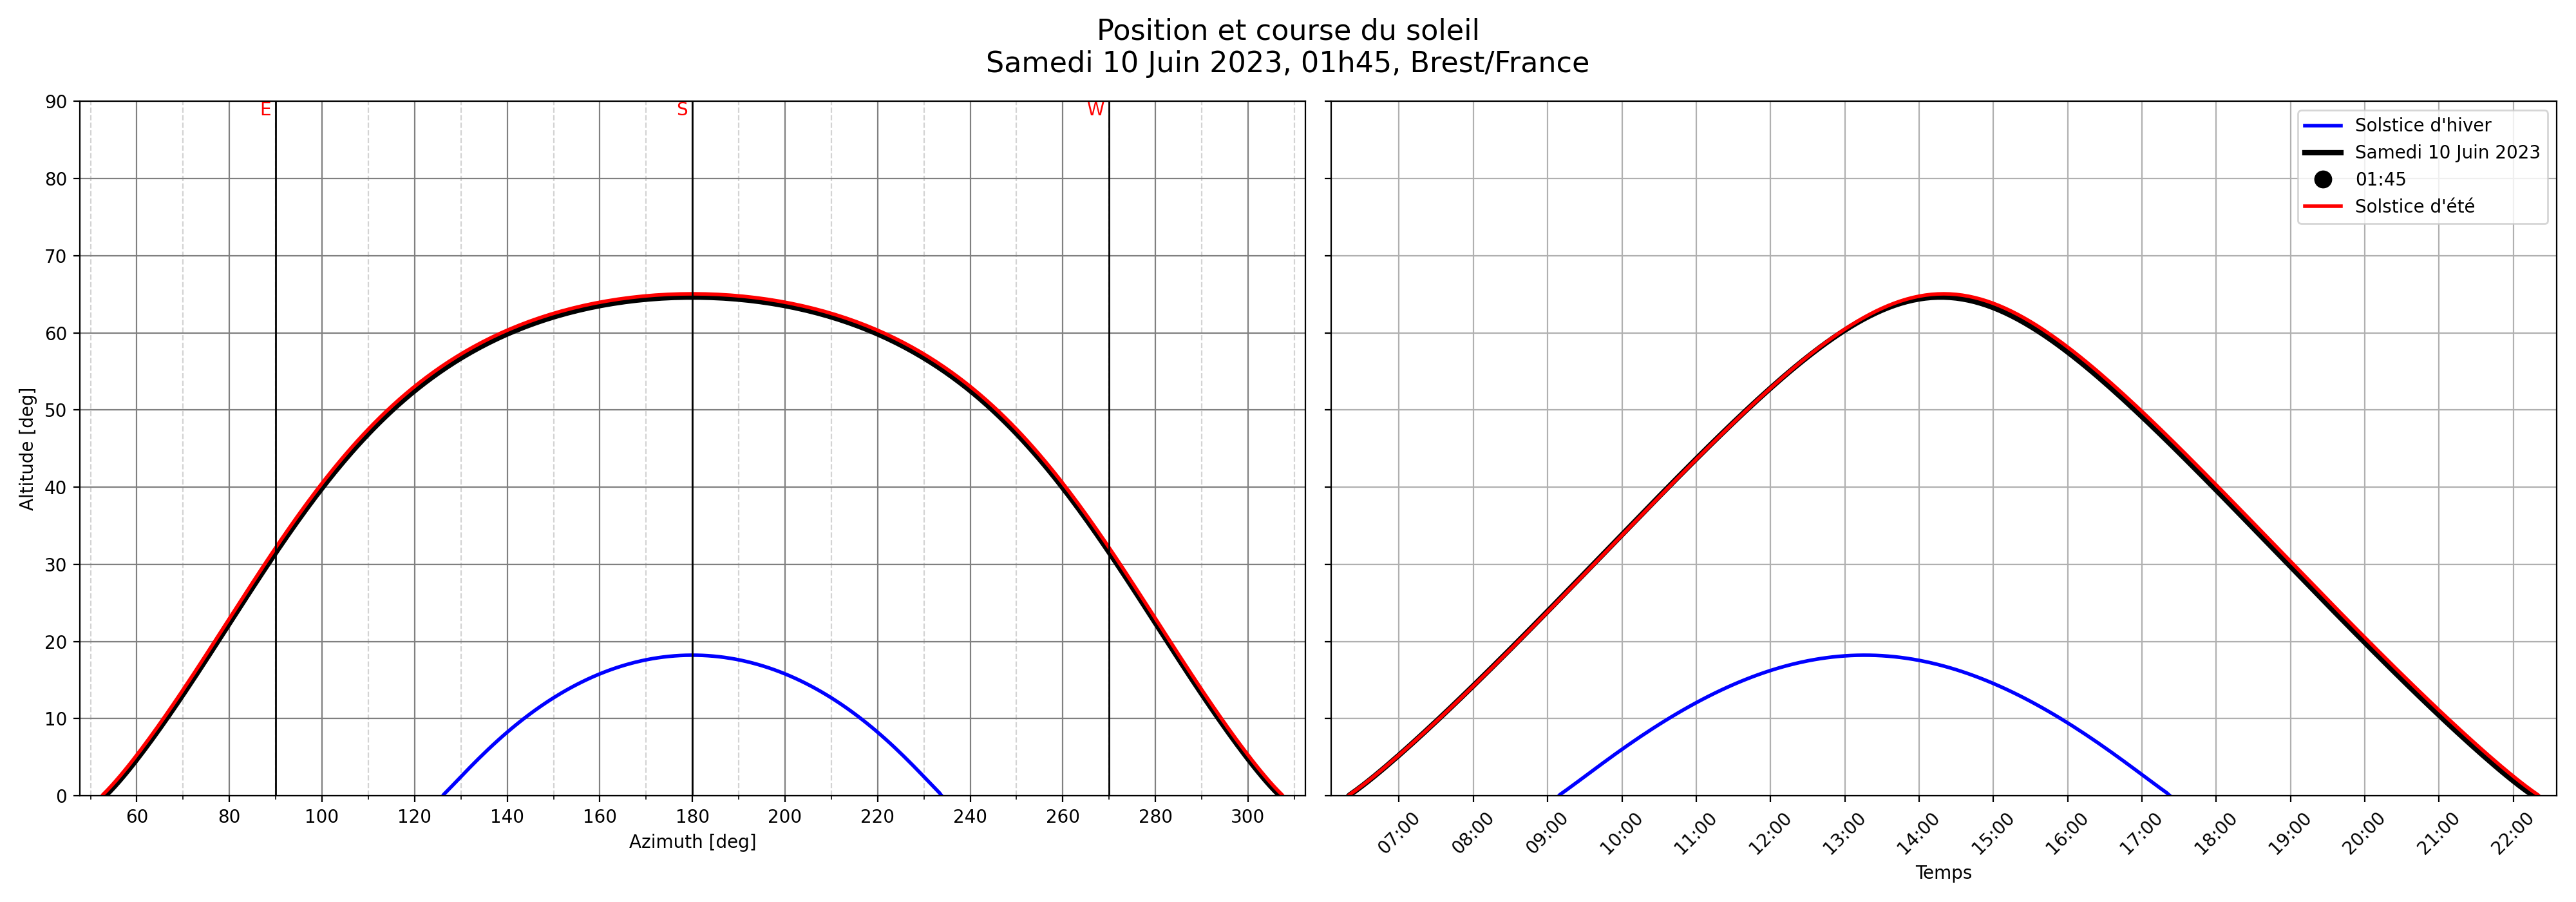 Position et course du soleil
Samedi 10 Juin 2023, 01h45, Brest/France
E
S
W
90
80
70
60
50
40
30
20
10
0
Altitude [deg]
60 80 100 120 140 160 180 200 220 240 260 280 300
Azimuth [deg]
Solstice d'hiver
Samedi 10 Juin 2023
01:45
Solstice d'été
07:00 08:00 09:00 10:00 11:00 12:00 13:00 14:00 15:00 16:00 17:00 18:00 19:00 20:00 21:00 22:00
Temps